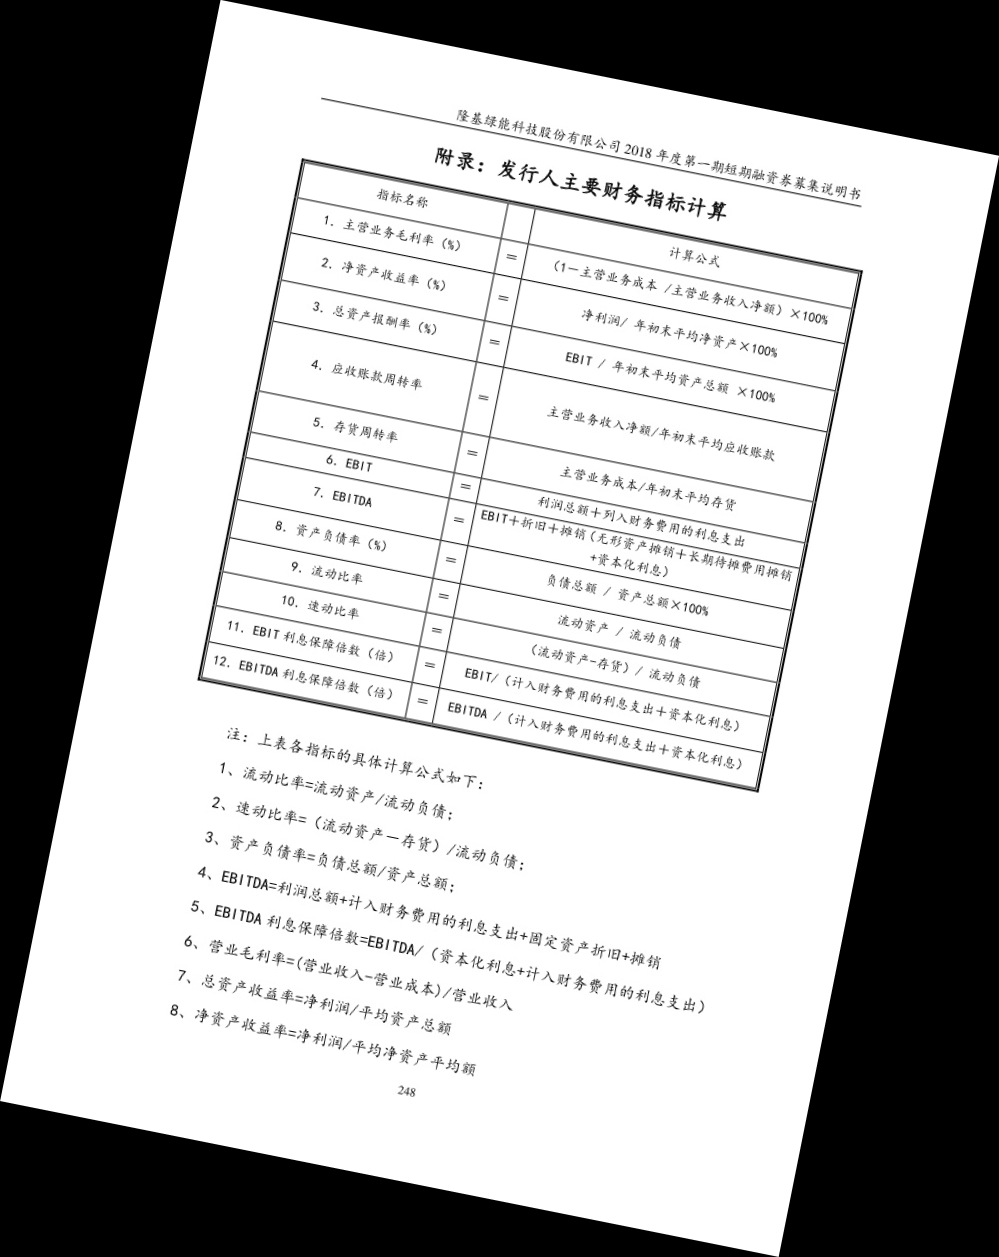 隆基绿能科技股份有限公司 2018 年度第一期短期融资券募集说明书
附录：发行人主要财务指标计算
指标名称 计算公式
1. 主营业务毛利率（%） ＝ （1－主营业务成本 /主营业务收入净额）×100%
2. 净资产收益率（%） ＝ 净利润/ 年初末平均净资产×100%
3. 总资产报酬率（%） ＝ EBIT / 年初末平均资产总额 ×100%
4. 应收账款周转率 ＝ 主营业务收入净额/年初末平均应收账款
5. 存货周转率 ＝ 主营业务成本/年初末平均存货
6. EBIT ＝ 利润总额＋列入财务费用的利息支出
7. EBITDA ＝ EBIT＋折旧＋摊销(无形资产摊销＋长期待摊费用摊销
+资本化利息）
8. 资产负债率（%） ＝ 负债总额 / 资产总额×100%
9. 流动比率 ＝ 流动资产 / 流动负债
10. 速动比率 ＝ （流动资产-存货）/ 流动负债
11. EBIT 利息保障倍数（倍） ＝ EBIT/（计入财务费用的利息支出＋资本化利息）
12. EBITDA 利息保障倍数（倍） ＝ EBITDA /（计入财务费用的利息支出＋资本化利息）
注：上表各指标的具体计算公式如下：
1、流动比率=流动资产/流动负债；
2、速动比率=（流动资产－存货）/流动负债；
3、资产负债率=负债总额/资产总额；
4、EBITDA=利润总额+计入财务费用的利息支出+固定资产折旧+摊销
5、EBITDA 利息保障倍数=EBITDA/（资本化利息+计入财务费用的利息支出）
6、营业毛利率=(营业收入-营业成本)/营业收入
7、总资产收益率=净利润/平均资产总额
8、净资产收益率=净利润/平均净资产平均额
248